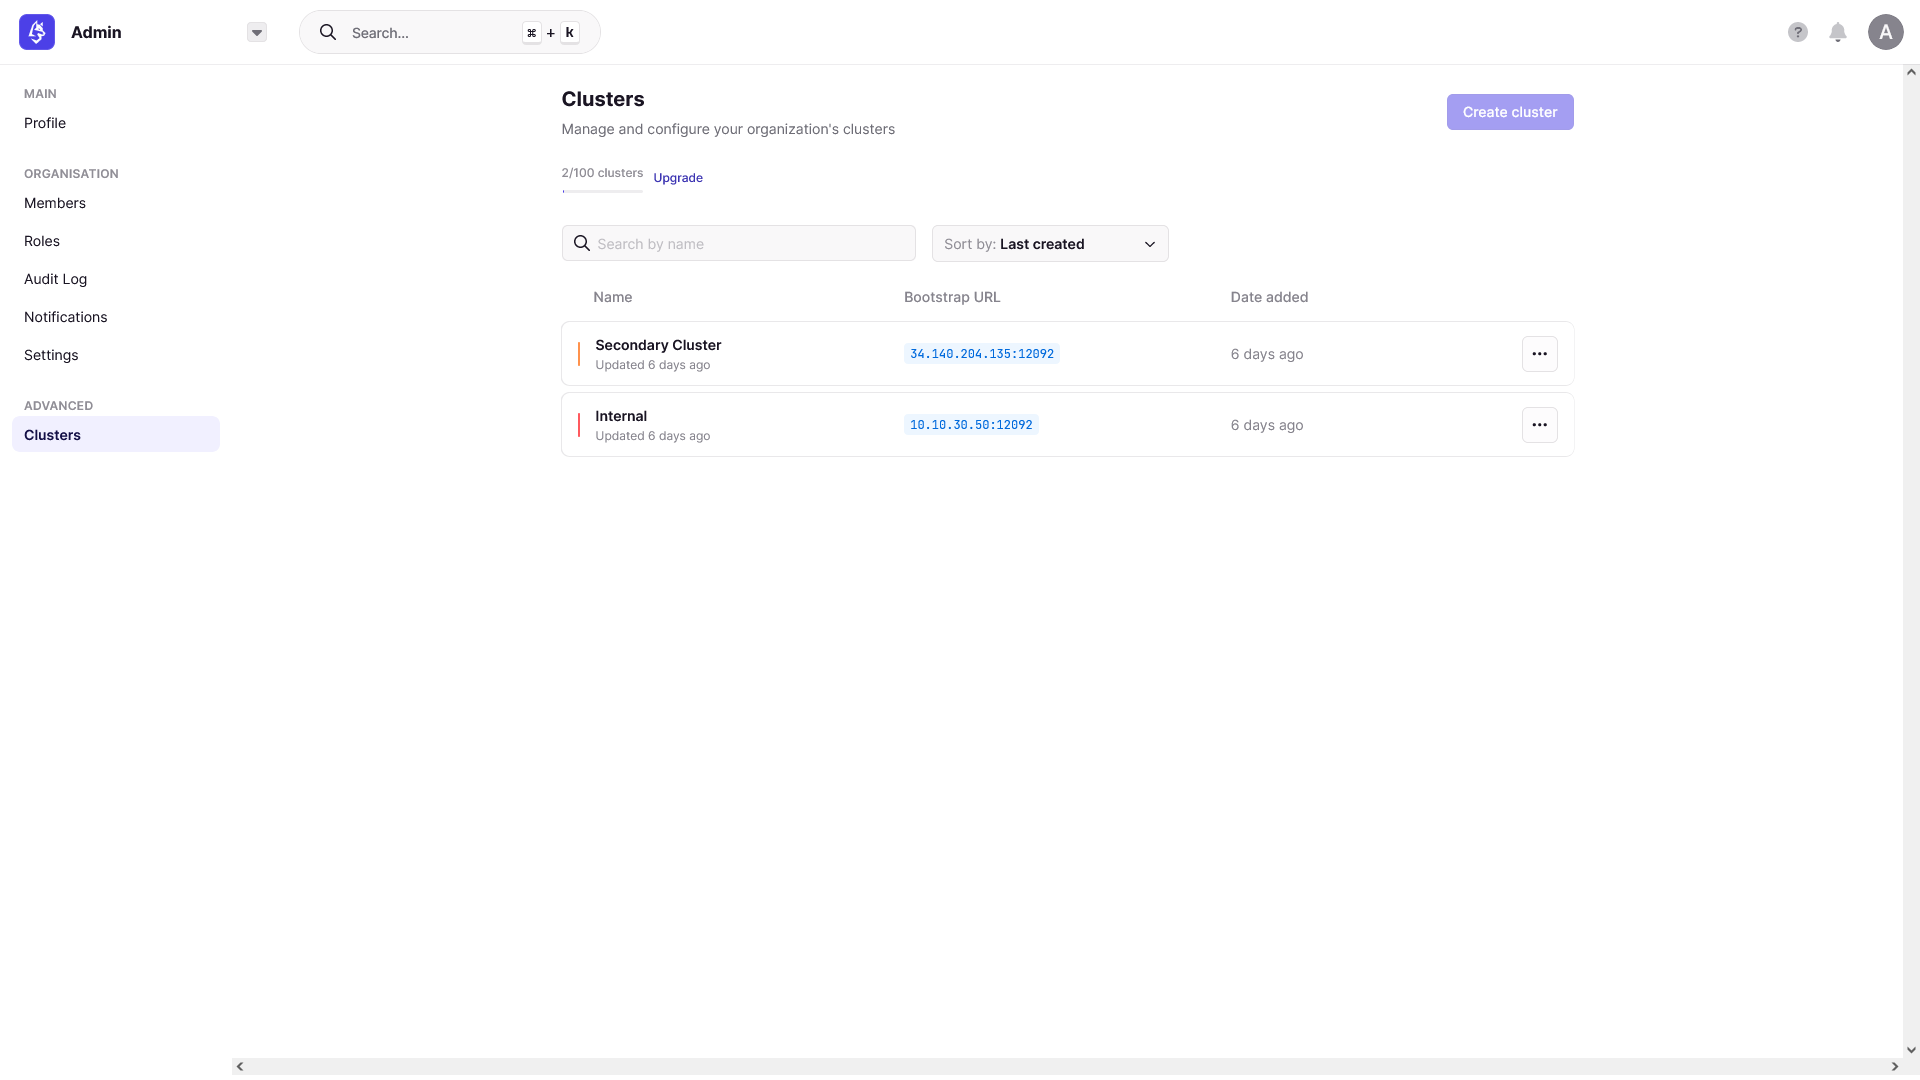 Admin
Search...
⌘ + k
?
A
MAIN
Profile
ORGANISATION
Members
Roles
Audit Log
Notifications
Settings
ADVANCED
Clusters
Clusters
Manage and configure your organization's clusters
Create cluster
2/100 clusters
Upgrade
Search by name
Sort by: Last created
Name Bootstrap URL Date added
Secondary Cluster
Updated 6 days ago
34.140.204.135:12092
6 days ago
Internal
Updated 6 days ago
10.10.30.50:12092
6 days ago